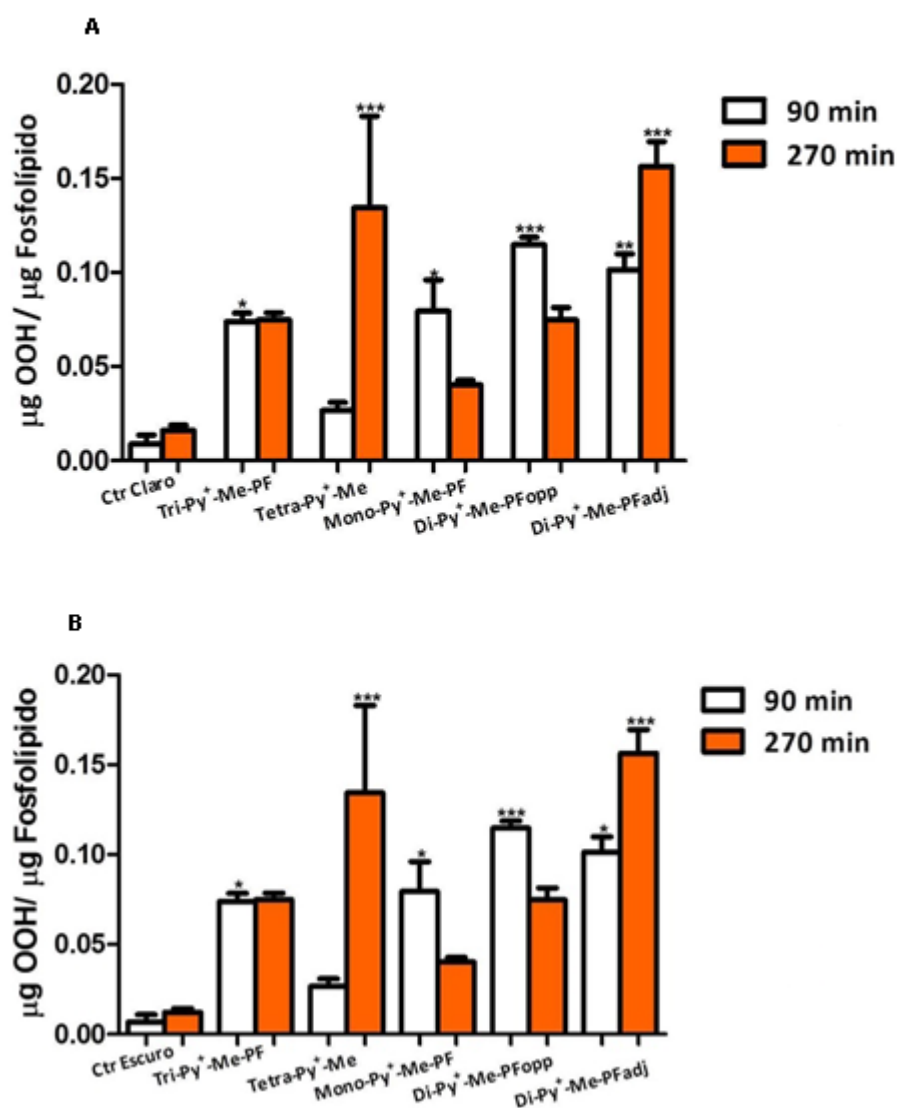 A
μg OOH / μg Fosfolípido
0.20
0.15
0.10
0.05
0.00
*
***
*
***
**
***
90 min
270 min
Ctr Claro
Tri-Py⁺-Me-PF
Tetra-Py⁺-Me
Mono-Py⁺-Me-PF
Di-Py⁺-Me-PFopp
Di-Py⁺-Me-PFadj
B
μg OOH/ μg Fosfolípido
0.20
0.15
0.10
0.05
0.00
*
***
*
***
*
***
90 min
270 min
Ctr Escuro
Tri-Py⁺-Me-PF
Tetra-Py⁺-Me
Mono-Py⁺-Me-PF
Di-Py⁺-Me-PFopp
Di-Py⁺-Me-PFadj